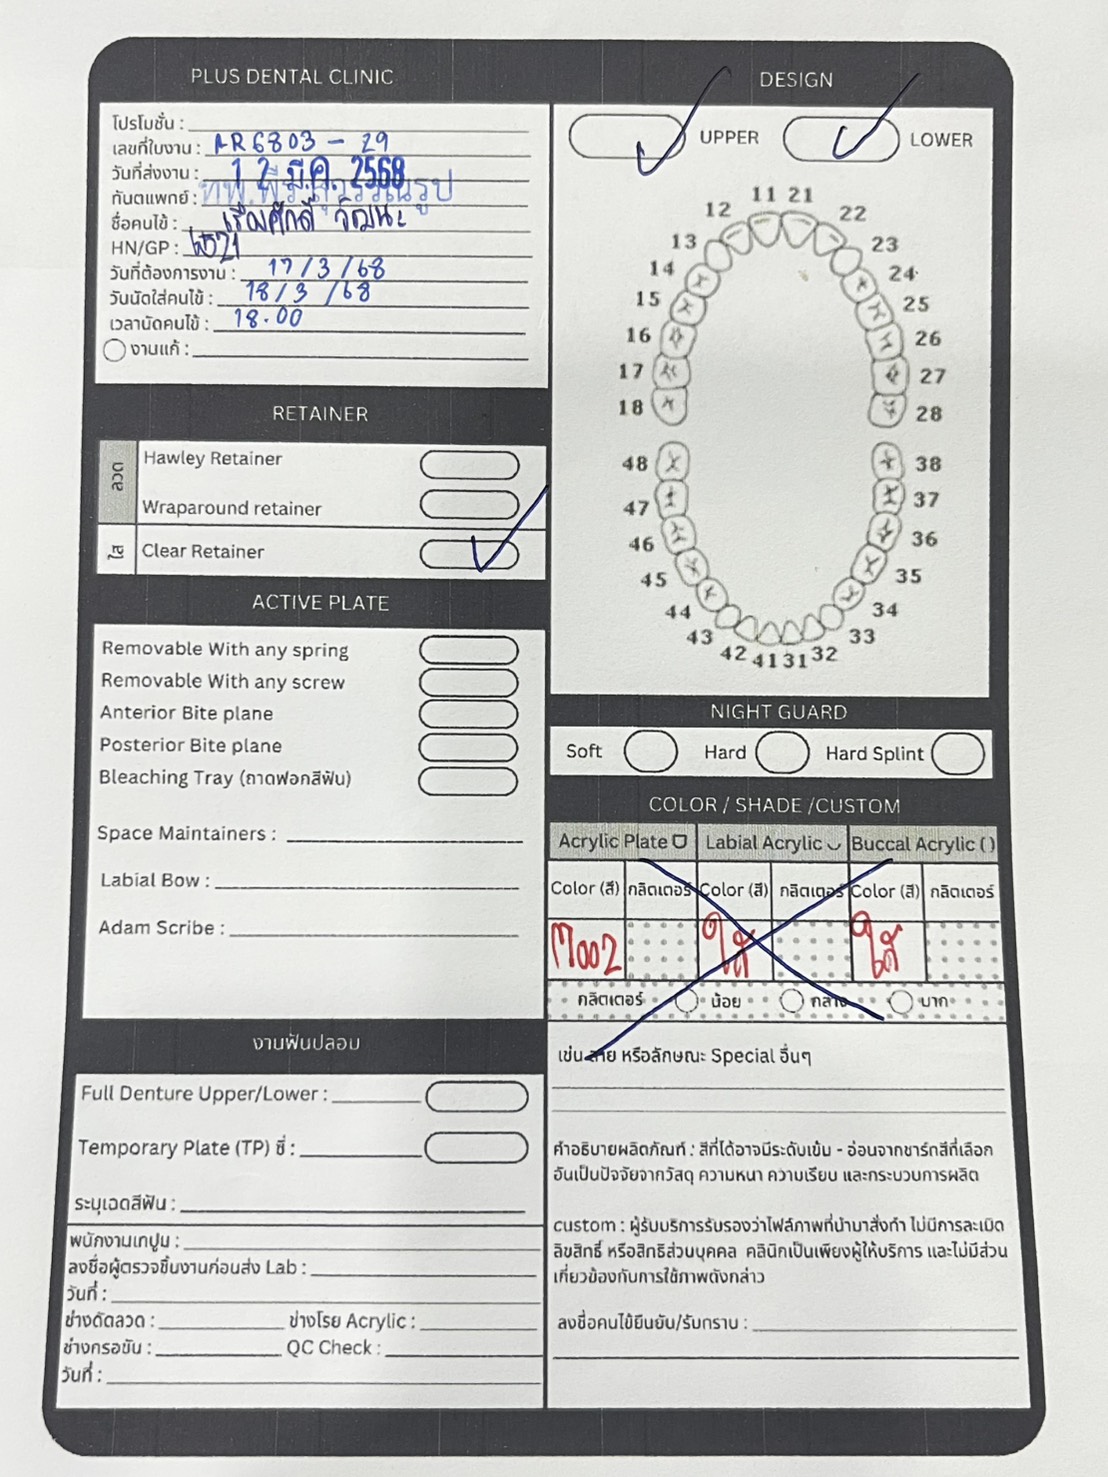 PLUS DENTAL CLINIC
โปรโมชั่น :
เลขที่ใบงาน : AR6803 - 29
วันที่ส่งงาน : 12 มี.ค. 2568
ทันตแพทย์ :
ชื่อคนไข้ : เรืองศักดิ์ วัฒนะ
HN/GP :
วันที่ต้องการงาน : 17/3/68
วันนัดใส่คนไข้ : 18/3/68
เวลานัดคนไข้ : 18.00
งานแก้ :
RETAINER
ลวด
Hawley Retainer
Wraparound retainer
ใส
Clear Retainer
ACTIVE PLATE
Removable With any spring
Removable With any screw
Anterior Bite plane
Posterior Bite plane
Bleaching Tray (ถาดฟอกสีฟัน)
Space Maintainers :
Labial Bow :
Adam Scribe :
งานฟันปลอม
Full Denture Upper/Lower :
Temporary Plate (TP) ซี่ :
ระบุเฉดสีฟัน :
พนักงานเทปูน :
ลงชื่อผู้ตรวจชิ้นงานก่อนส่ง Lab :
วันที่ :
ช่างดัดลวด : ช่างโรย Acrylic :
ช่างกรอขัน : QC Check :
วันที่ :
DESIGN
UPPER LOWER
11 21
12 22
13 23
14 24
15 25
16 26
17 27
18 28
48 38
47 37
46 36
45 35
44 34
43 33
42 41 31 32
NIGHT GUARD
Soft Hard Hard Splint
COLOR / SHADE /CUSTOM
Acrylic Plate Labial Acrylic Buccal Acrylic ( )
Color (สี) กลิตเตอร์ Color (สี) กลิตเตอร์ Color (สี) กลิตเตอร์
M002 ใส ใส
กลิตเตอร์ น้อย กลาง มาก
เช่น ลาย หรือลักษณะ Special อื่นๆ
คำอธิบายผลิตภัณฑ์ : สีที่ได้อาจมีระดับเข้ม - อ่อนจากชาร์ทสีที่เลือก
อันเป็นปัจจัยจากวัสดุ ความหนา ความเรียบ และกระบวนการผลิต
custom : ผู้รับบริการรับรองว่าไฟล์ภาพที่นำมาสั่งทำ ไม่มีการละเมิด
ลิขสิทธิ์ หรือสิทธิส่วนบุคคล คลินิกเป็นเพียงผู้ให้บริการ และไม่มีส่วน
เกี่ยวข้องกับการใช้ภาพดังกล่าว
ลงชื่อคนไข้ยืนยัน/รับทราบ :